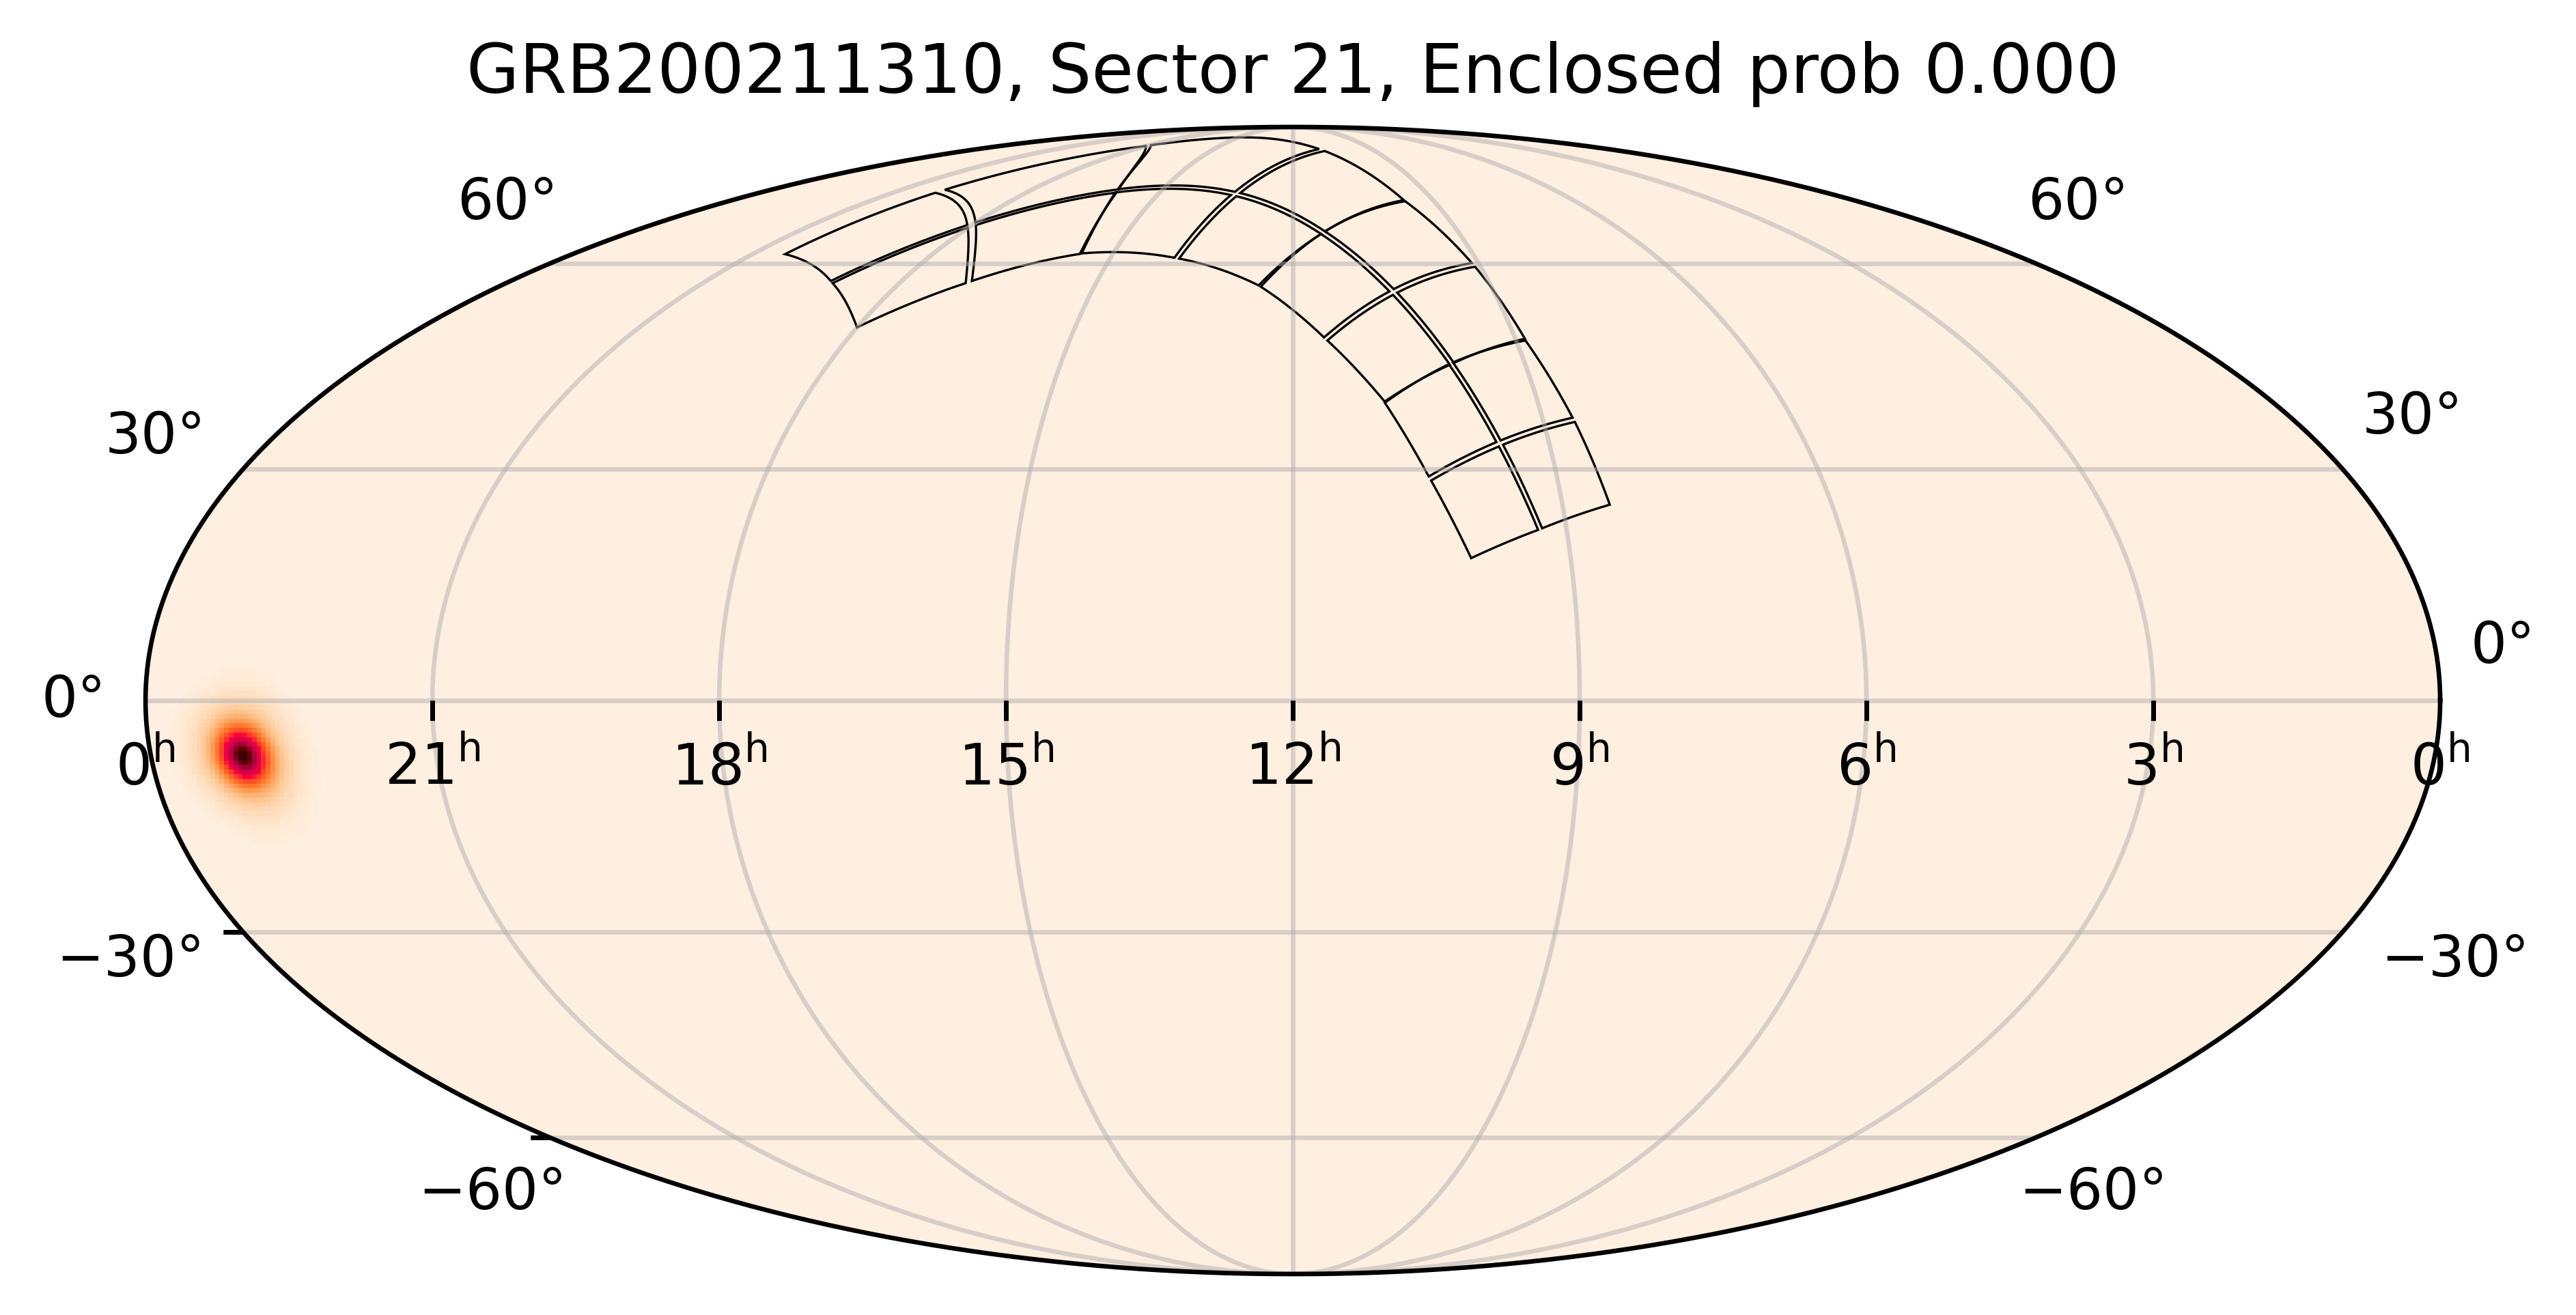 GRB200211310, Sector 21, Enclosed prob 0.000
60° 60°
30° 30°
0° 0°
0h 21h 18h 15h 12h 9h 6h 3h 0h
−30° −30°
−60° −60°